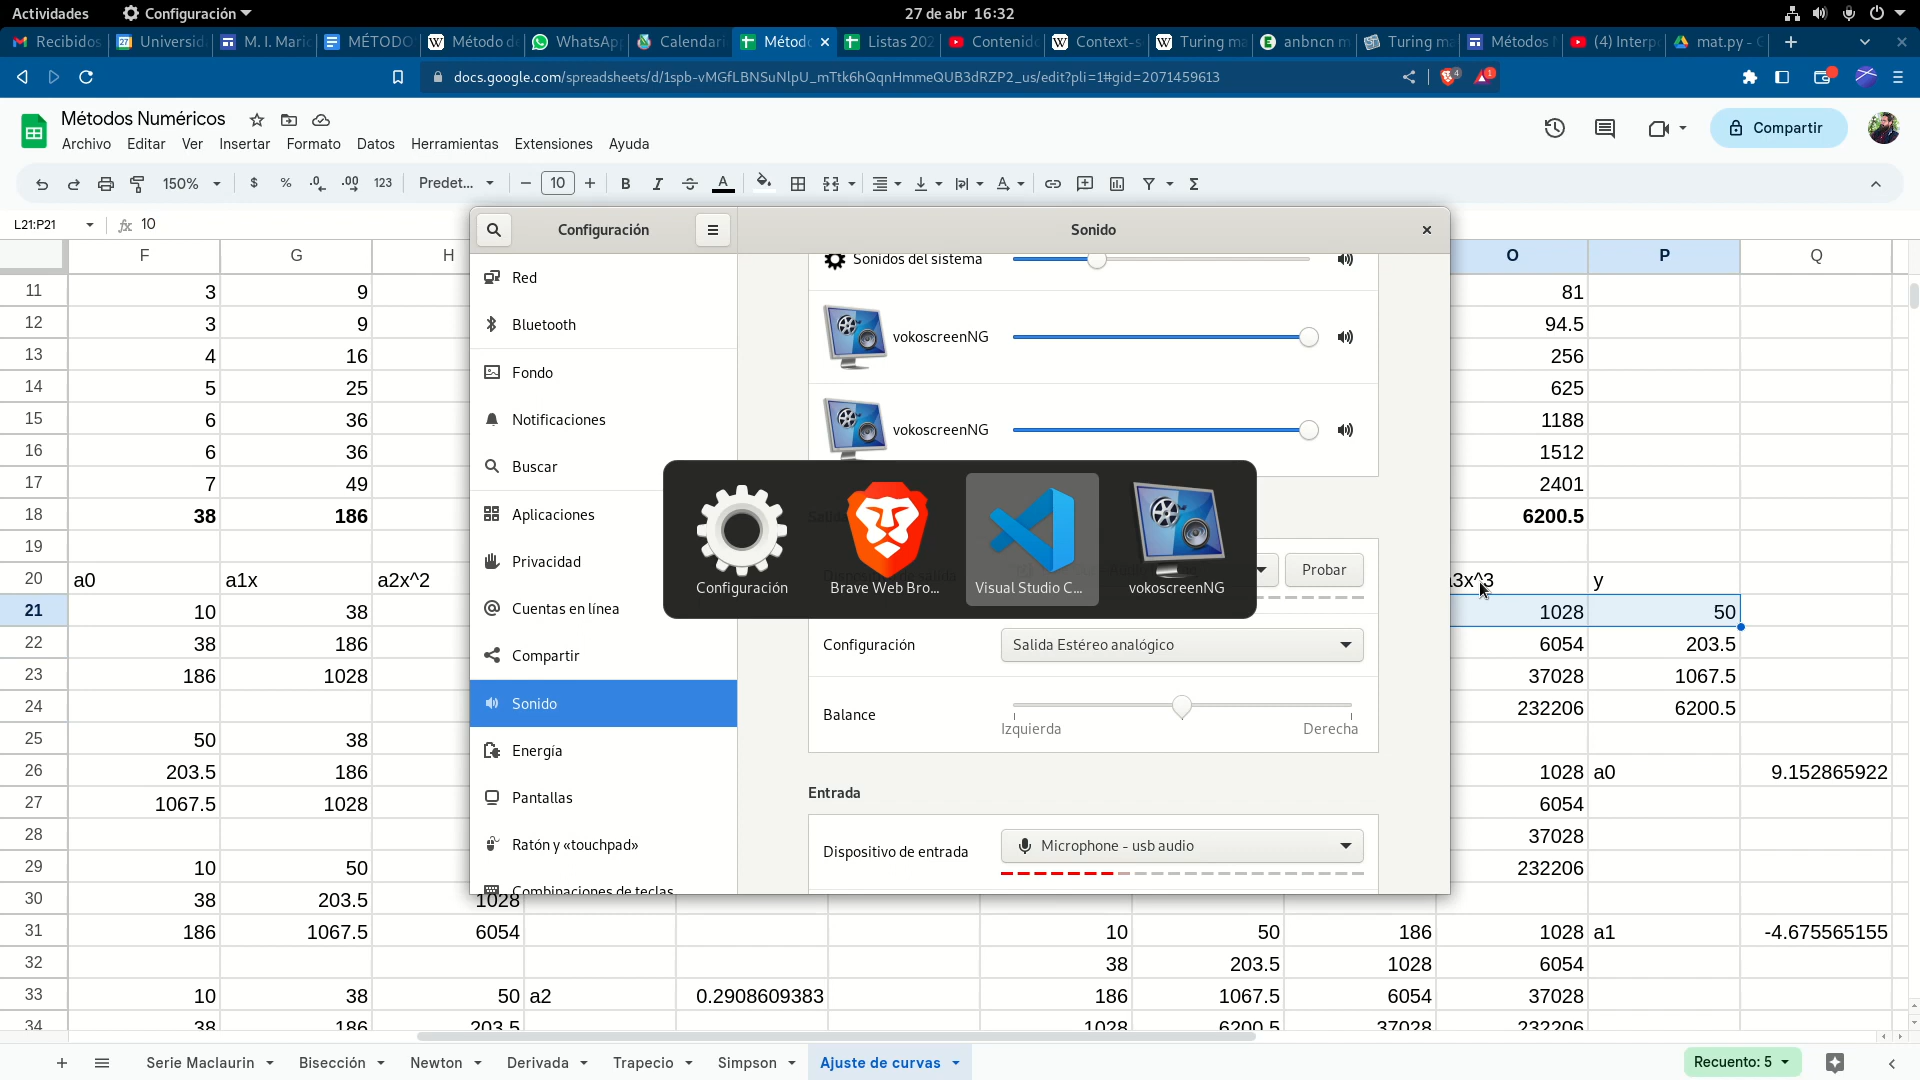 Actividades
Configuración
27 de abr 16:32
Recibidos
Universid
M. I. Mari
MÉTODO
Método d
WhatsAp
Calendari
Métod
Listas 202
Contenid
Context-s
Turing ma
anbncn m
Turing ma
Métodos
(4) Interp
mat.py - G
docs.google.com/spreadsheets/d/1spb-vMGfLBNSuNlpU_mTtk6hQqnHmmeQUB3dRZP2_us/edit?pli=1#gid=2071459613
4
1
Métodos Numéricos
Archivo Editar Ver Insertar Formato Datos Herramientas Extensiones Ayuda
Compartir
150% $ % .0 .00 123 Predet... 10 B I A
L21:P21 fx 10
F G H O P Q
11 3 9 81
12 3 9 94.5
13 4 16 256
14 5 25 625
15 6 36 1188
16 6 36 1512
17 7 49 2401
18 38 186 6200.5
19
20 a0 a1x a2x^2 3x^3 y
21 10 38 1028 50
22 38 186 6054 203.5
23 186 1028 37028 1067.5
24 232206 6200.5
25 50 38
26 203.5 186 1028 a0 9.152865922
27 1067.5 1028 6054
28 37028
29 10 50 232206
30 38 203.5 1028
31 186 1067.5 6054 10 50 186 1028 a1 -4.675565155
32 38 203.5 1028 6054
33 10 38 50 a2 0.2908609383 186 1067.5 6054 37028
34 38 186 203.5 1028 6200.5 37028 232206
Configuración
Sonido
Red
Bluetooth
Fondo
Notificaciones
Buscar
Aplicaciones
Privacidad
Cuentas en línea
Compartir
Sonido
Energía
Pantallas
Ratón y «touchpad»
Combinaciones de teclas
Sonidos del sistema
vokoscreenNG
vokoscreenNG
Probar
Configuración
Salida Estéreo analógico
Balance
Izquierda
Derecha
Entrada
Dispositivo de entrada
Microphone - usb audio
Configuración
Brave Web Bro...
Visual Studio C...
vokoscreenNG
Serie Maclaurin
Bisección
Newton
Derivada
Trapecio
Simpson
Ajuste de curvas
Recuento: 5